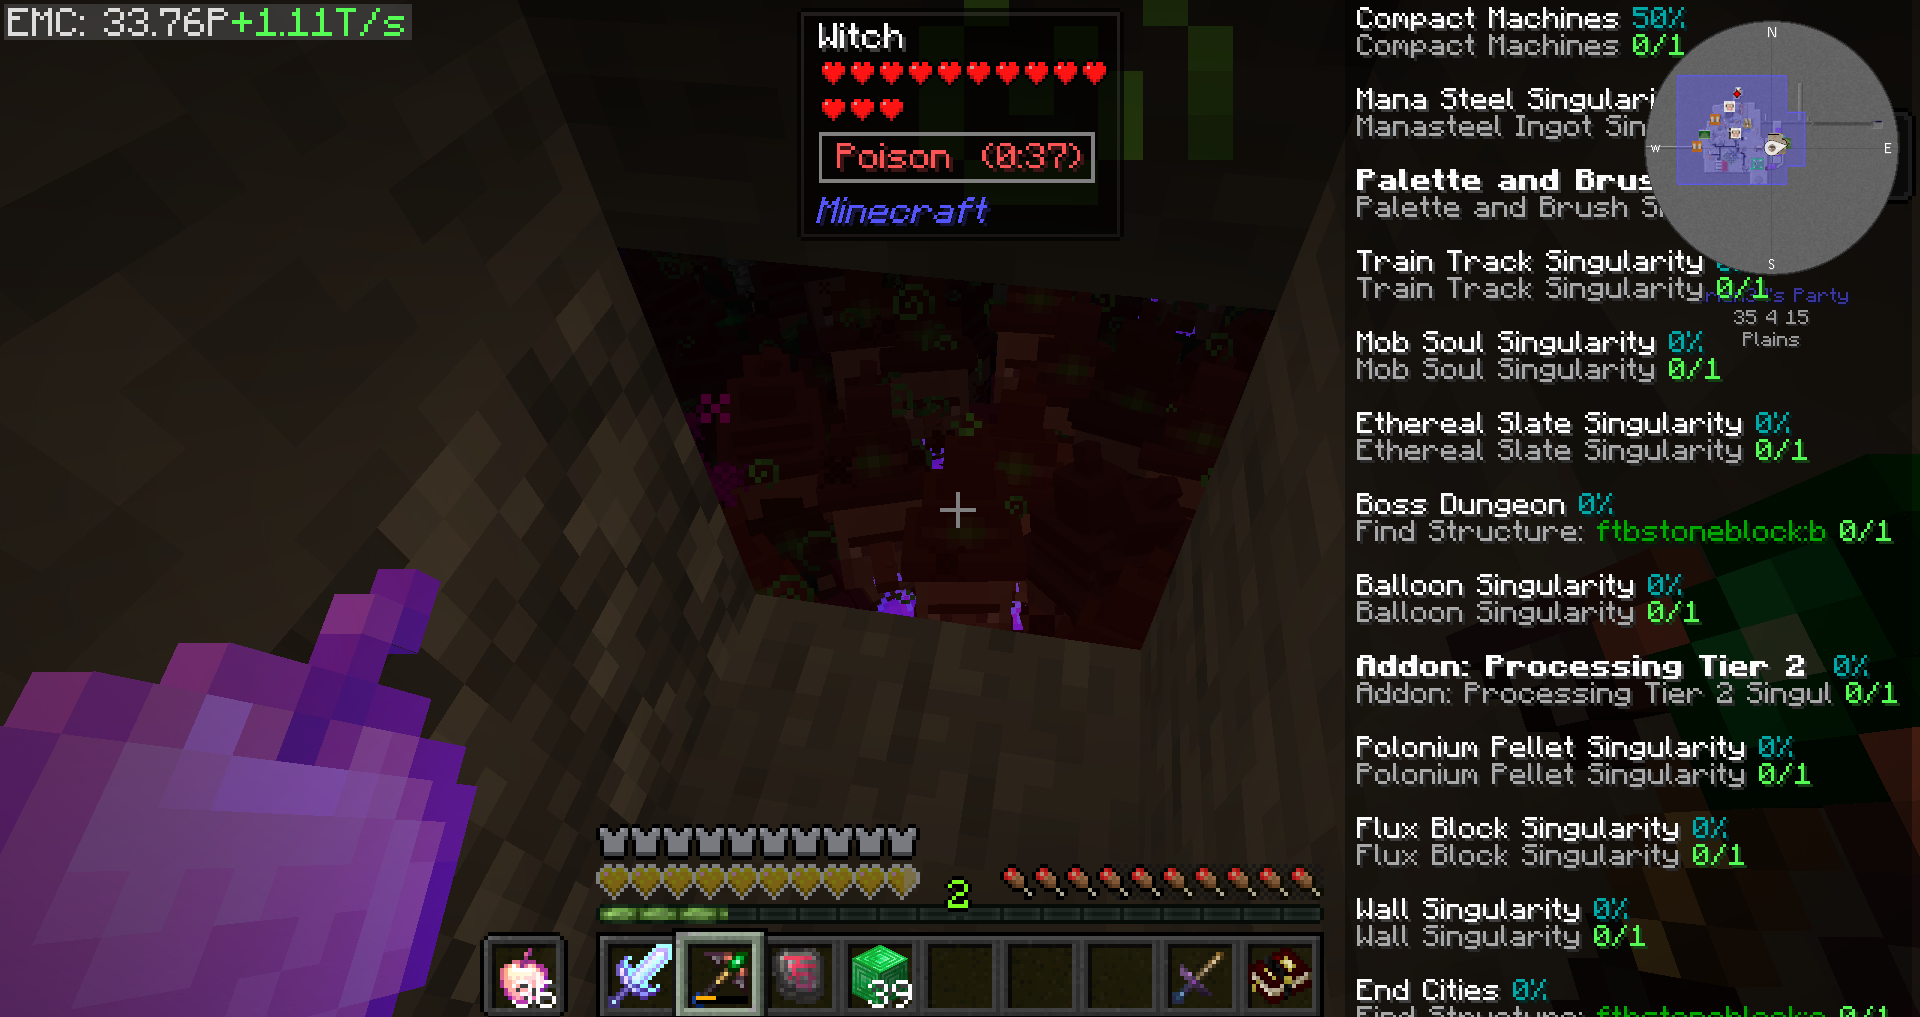 EMC: 33.76P+1.11T/s
Witch
Poison (0:37)
Minecraft
Compact Machines 50%
Compact Machines 0/1
Mana Steel Singulari
Manasteel Ingot Sin
Palette and Brus
Palette and Brush S
Train Track Singularity
Train Track Singularity 0/1
Mob Soul Singularity 0%
Mob Soul Singularity 0/1
Ethereal Slate Singularity 0%
Ethereal Slate Singularity 0/1
Boss Dungeon 0%
Find Structure: ftbstoneblock:b 0/1
Balloon Singularity 0%
Balloon Singularity 0/1
Addon: Processing Tier 2 0%
Addon: Processing Tier 2 Singul 0/1
Polonium Pellet Singularity 0%
Polonium Pellet Singularity 0/1
Flux Block Singularity 0%
Flux Block Singularity 0/1
Wall Singularity 0%
Wall Singularity 0/1
End Cities 0%
N
W
E
S
Party
35 4 15
Plains
2
39